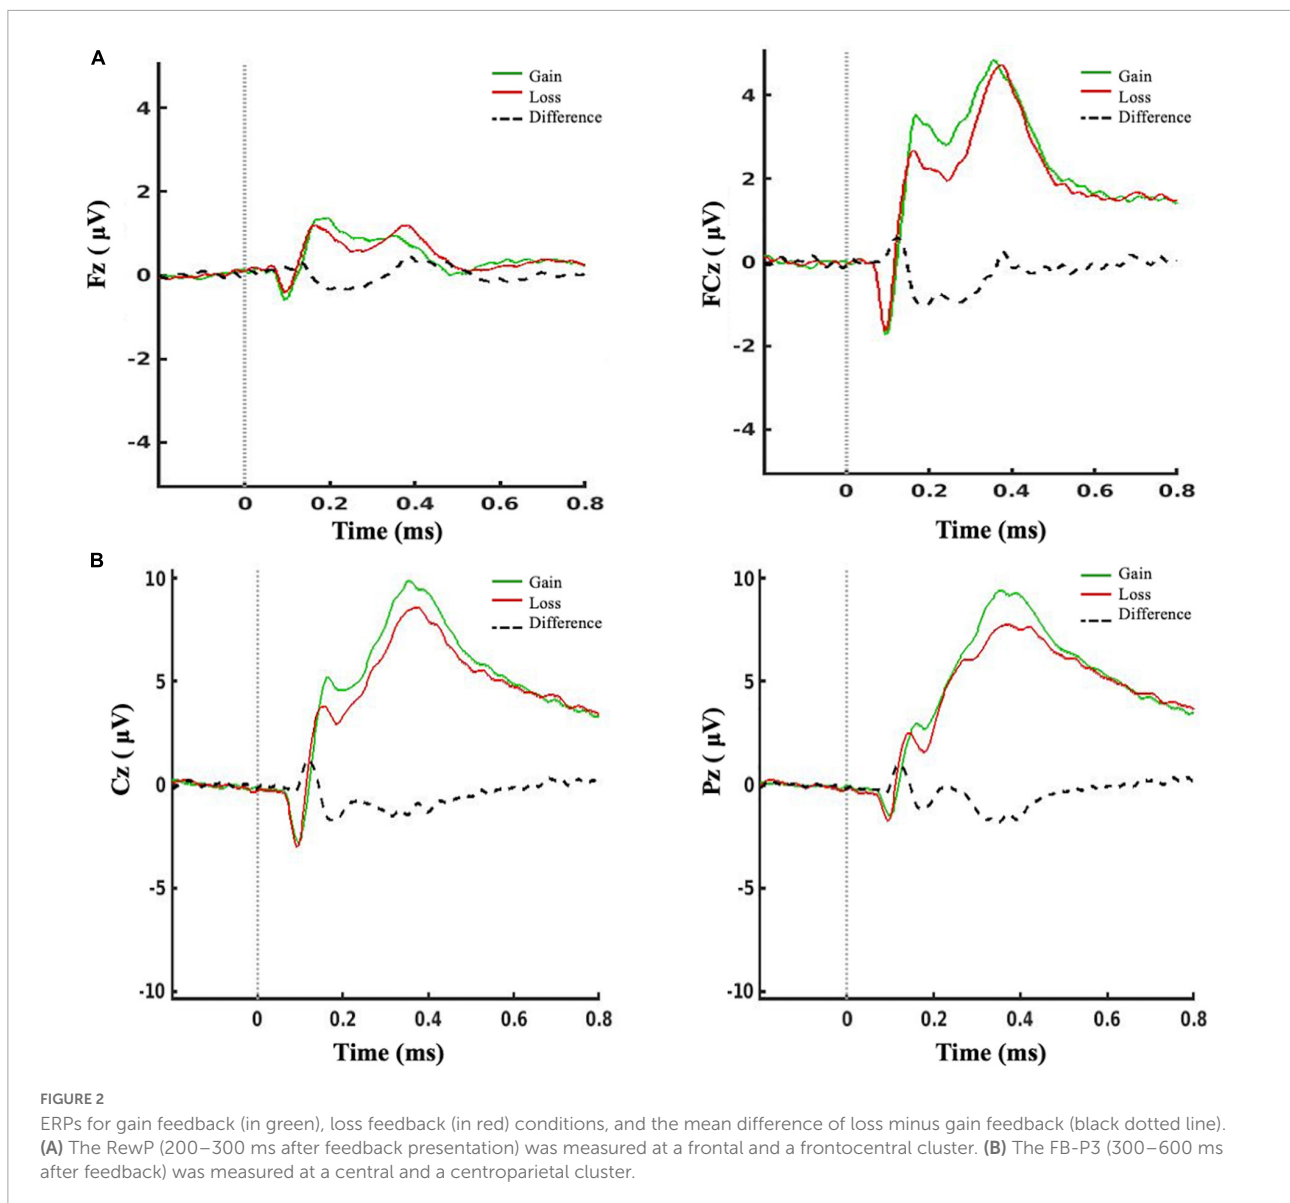 A
Fz ( µV)
4
2
0
-2
-4
Gain
Loss
Difference
0
0.2
0.4
0.6
0.8
Time (ms)
FCz ( µV)
4
2
0
-2
-4
Gain
Loss
Difference
0
0.2
0.4
0.6
0.8
Time (ms)
B
Cz ( µV)
10
5
0
-5
-10
Gain
Loss
Difference
0
0.2
0.4
0.6
0.8
Time (ms)
Pz ( µV)
10
5
0
-5
-10
Gain
Loss
Difference
0
0.2
0.4
0.6
0.8
Time (ms)
FIGURE 2
ERPs for gain feedback (in green), loss feedback (in red) conditions, and the mean difference of loss minus gain feedback (black dotted line).
(A) The RewP (200–300 ms after feedback presentation) was measured at a frontal and a frontocentral cluster. (B) The FB-P3 (300–600 ms
after feedback) was measured at a central and a centroparietal cluster.